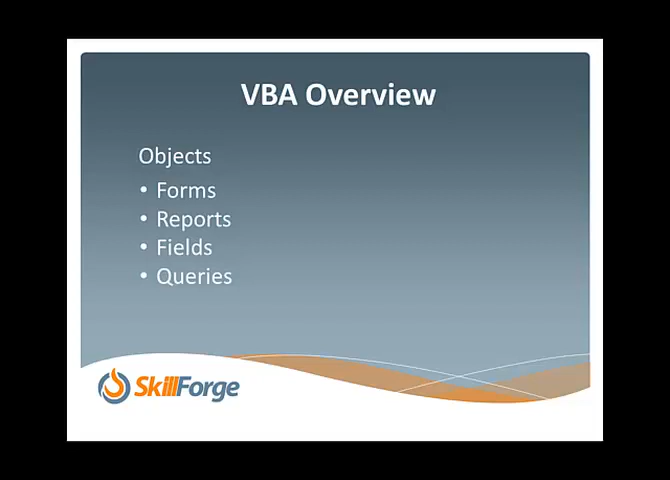 VBA Overview
Objects
• Forms
• Reports
• Fields
• Queries
SkillForge